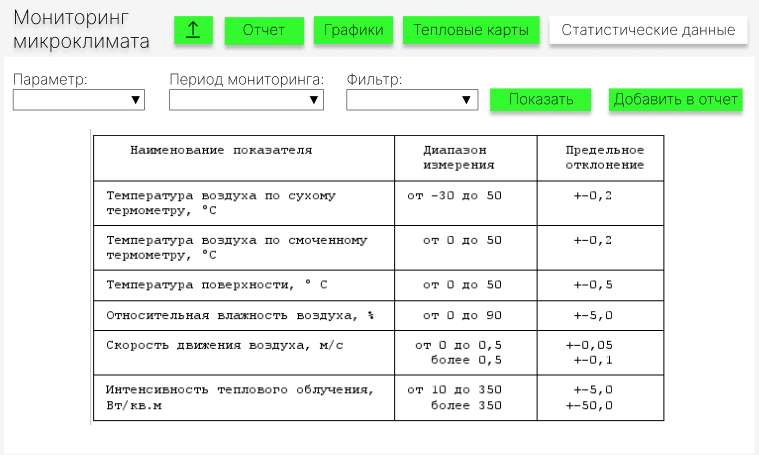 Мониторинг
микроклимата
Отчет
Графики
Тепловые карты
Статистические данные
Параметр:
Период мониторинга:
Фильтр:
Показать
Добавить в отчет
Наименование показателя
Диапазон
измерения
Предельное
отклонение
Температура воздуха по сухому
термометру, °С
от -30 до 50
+-0,2
Температура воздуха по смоченному
термометру, °С
от 0 до 50
+-0,2
Температура поверхности, ° С
от 0 до 50
+-0,5
Относительная влажность воздуха, %
от 0 до 90
+-5,0
Скорость движения воздуха, м/с
от 0 до 0,5
более 0,5
+-0,05
+-0,1
Интенсивность теплового облучения,
Вт/кв.м
от 10 до 350
более 350
+-5,0
+-50,0